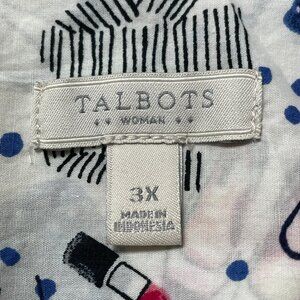 TALBOTS
WOMAN
3X
MADE IN
INDONESIA